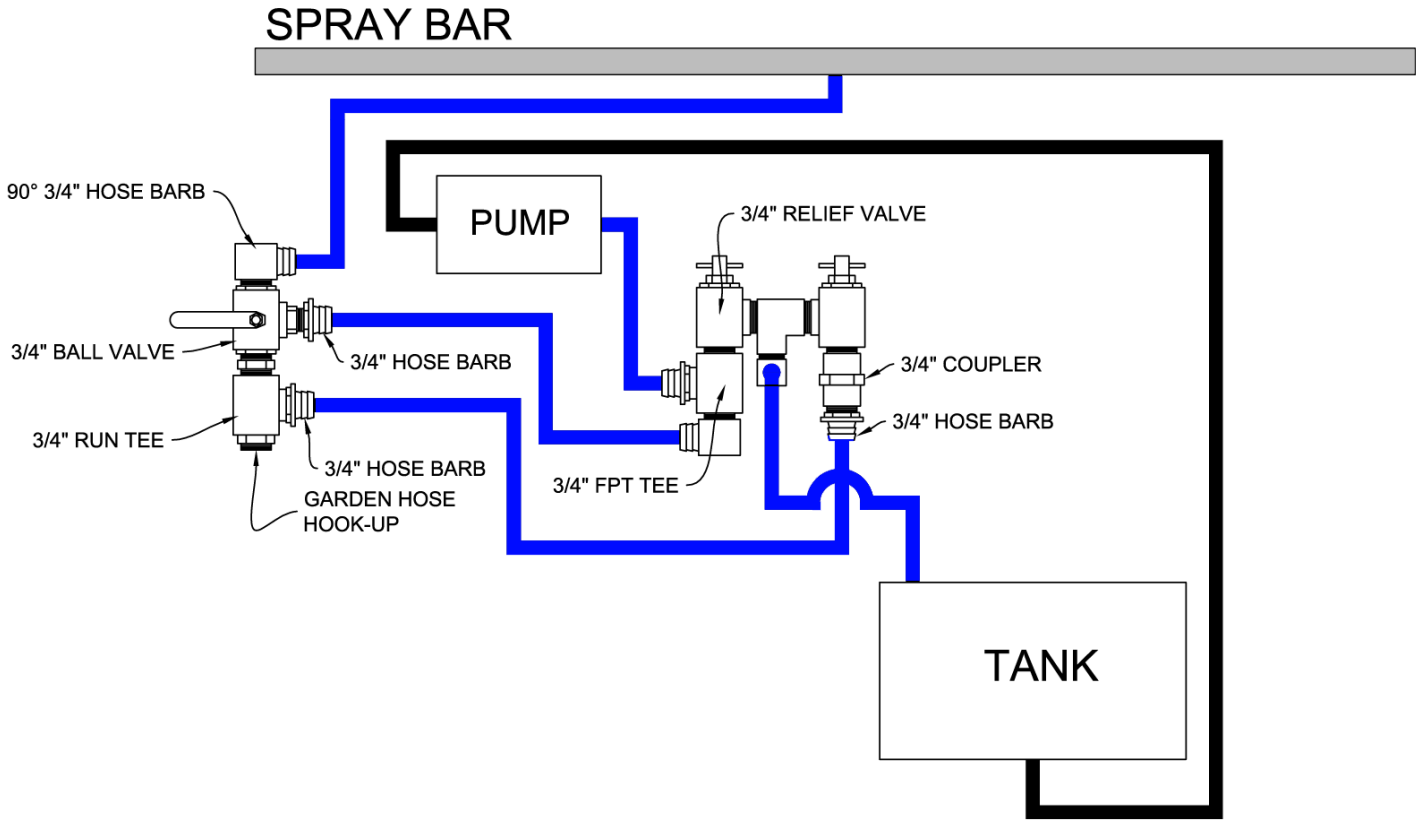 SPRAY BAR
90° 3/4" HOSE BARB
PUMP
3/4" RELIEF VALVE
3/4" BALL VALVE
3/4" HOSE BARB
3/4" COUPLER
3/4" HOSE BARB
3/4" RUN TEE
3/4" HOSE BARB
3/4" FPT TEE
GARDEN HOSE
HOOK-UP
TANK